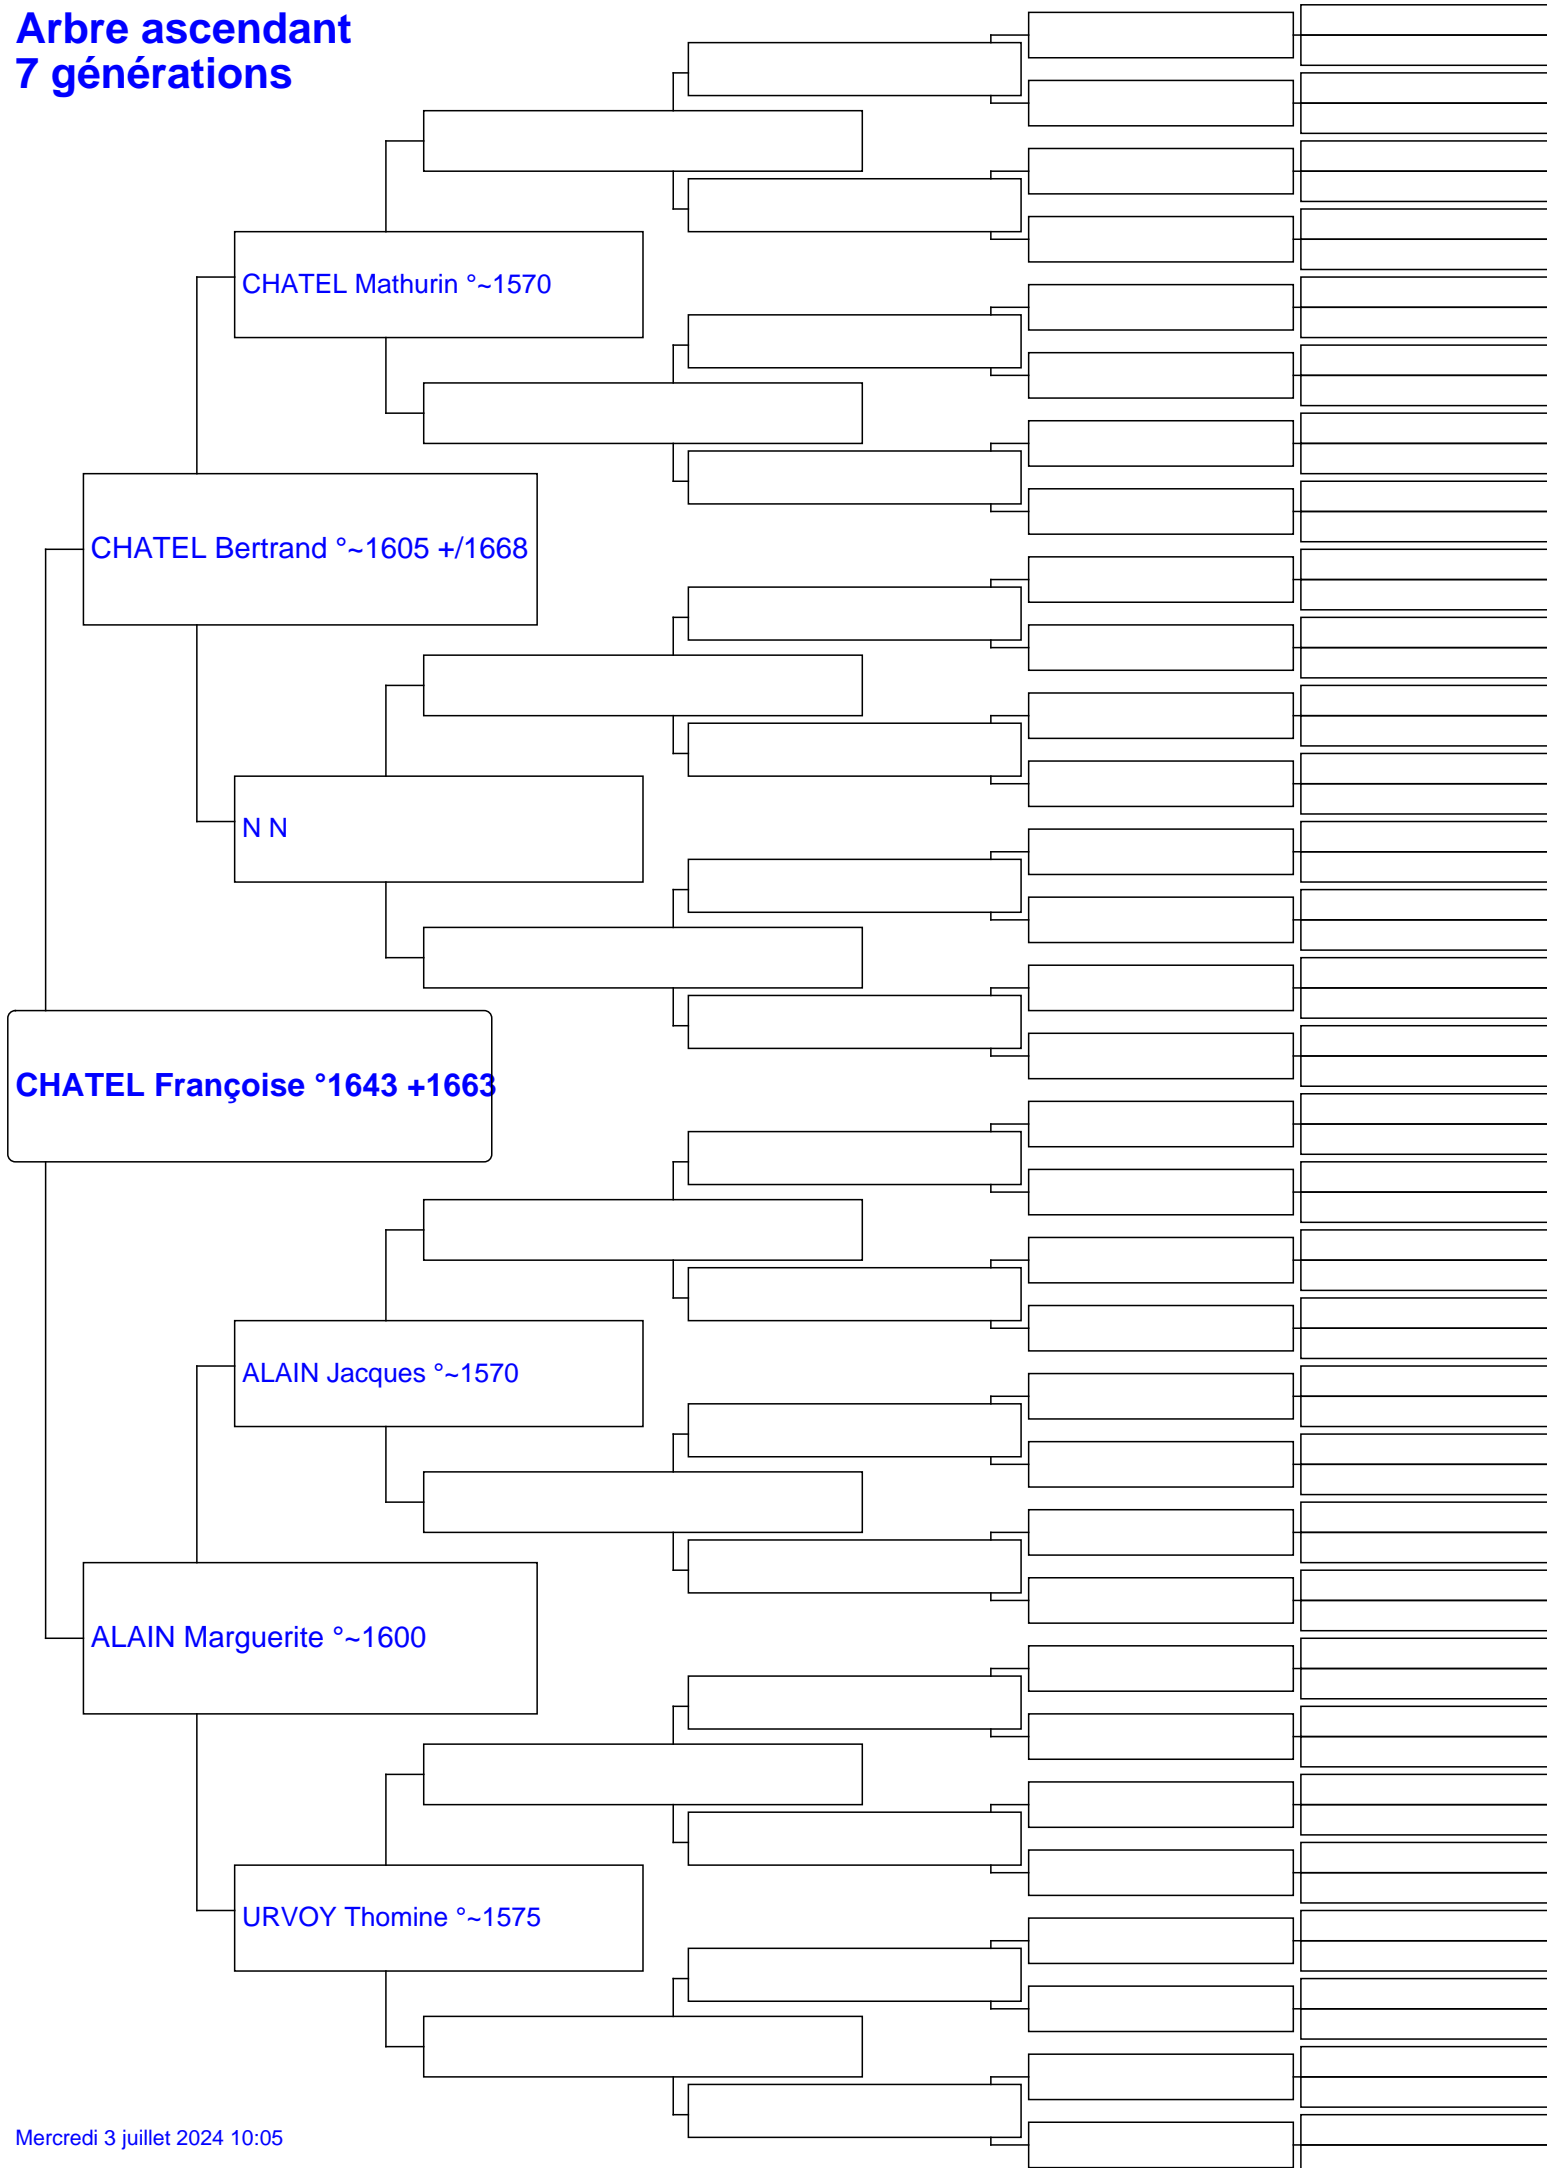 Arbre ascendant
7 générations
CHATEL Mathurin °~1570
CHATEL Bertrand °~1605 +/1668
N N
CHATEL Françoise °1643 +1663
ALAIN Jacques °~1570
ALAIN Marguerite °~1600
URVOY Thomine °~1575
Mercredi 3 juillet 2024 10:05